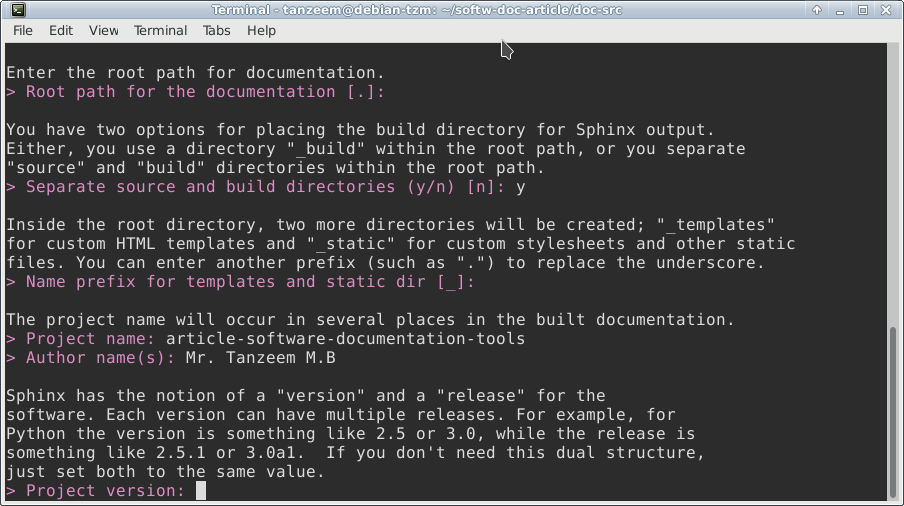 Terminal - tanzeem@debian-tzm: ~/softw-doc-article/doc-src
File Edit View Terminal Tabs Help
Enter the root path for documentation.
> Root path for the documentation [.]:
You have two options for placing the build directory for Sphinx output.
Either, you use a directory "_build" within the root path, or you separate
"source" and "build" directories within the root path.
> Separate source and build directories (y/n) [n]: y
Inside the root directory, two more directories will be created; "_templates"
for custom HTML templates and "_static" for custom stylesheets and other static
files. You can enter another prefix (such as ".") to replace the underscore.
> Name prefix for templates and static dir [_]:
The project name will occur in several places in the built documentation.
> Project name: article-software-documentation-tools
> Author name(s): Mr. Tanzeem M.B
Sphinx has the notion of a "version" and a "release" for the
software. Each version can have multiple releases. For example, for
Python the version is something like 2.5 or 3.0, while the release is
something like 2.5.1 or 3.0a1.  If you don't need this dual structure,
just set both to the same value.
> Project version: